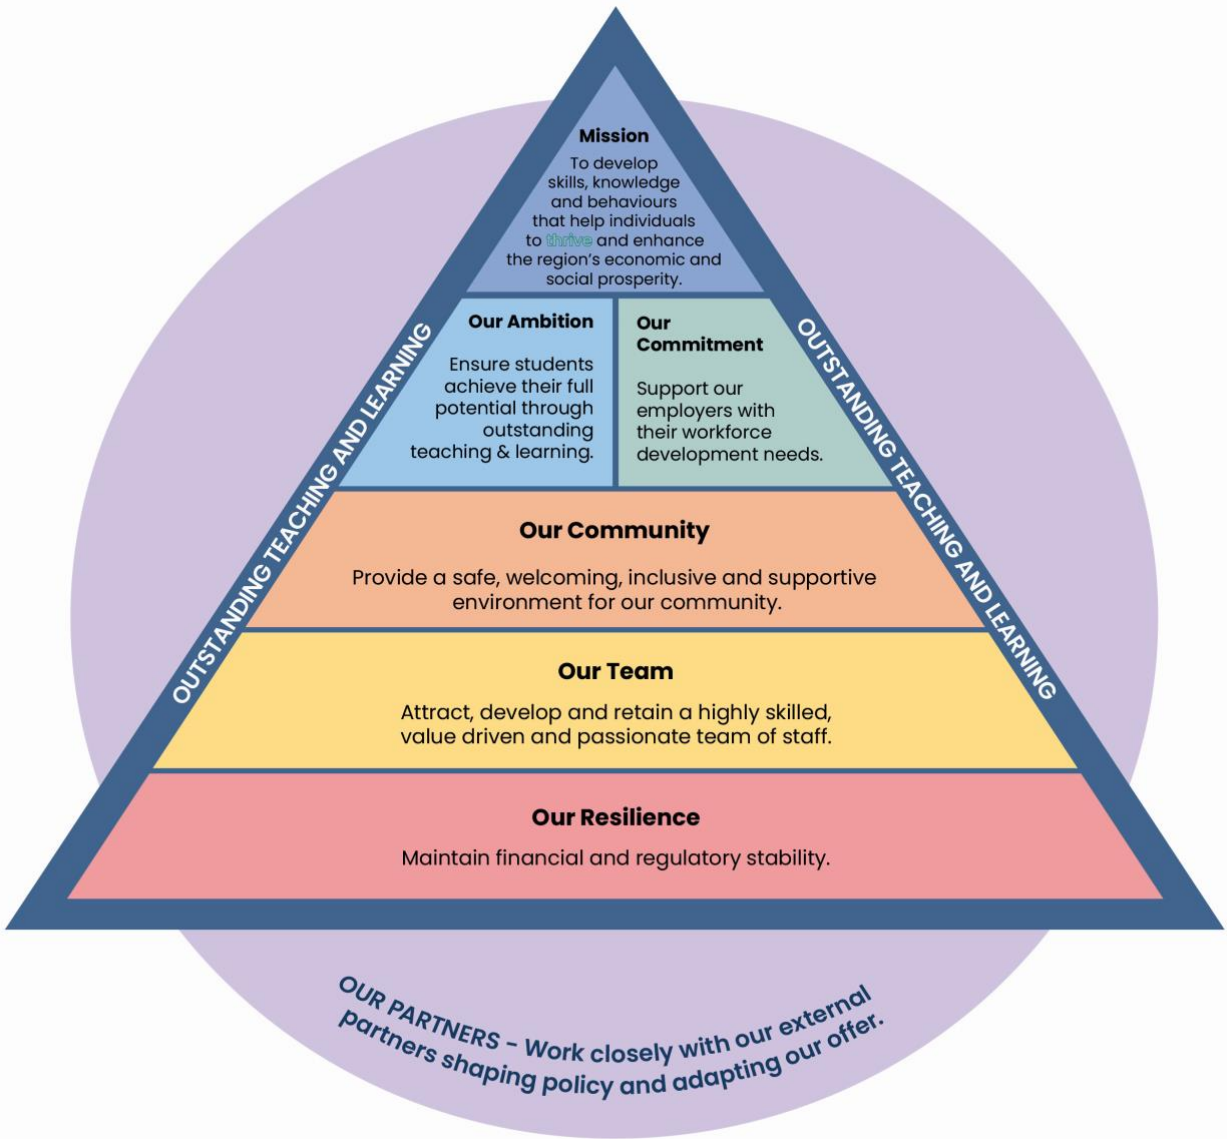 Mission
To develop
skills, knowledge
and behaviours
that help individuals
to thrive and enhance
the region's economic and
social prosperity.
OUTSTANDING TEACHING AND LEARNING
OUTSTANDING TEACHING AND LEARNING
Our Ambition
Ensure students
achieve their full
potential through
outstanding
teaching & learning.
Our
Commitment
Support our
employers with
their workforce
development needs.
Our Community
Provide a safe, welcoming, inclusive and supportive
environment for our community.
Our Team
Attract, develop and retain a highly skilled,
value driven and passionate team of staff.
Our Resilience
Maintain financial and regulatory stability.
OUR PARTNERS - Work closely with our external
partners shaping policy and adapting our offer.